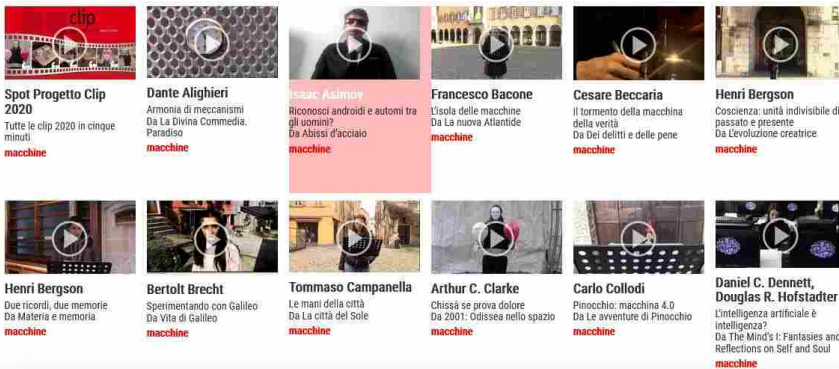 clip
Spot Progetto Clip
2020
Tutte le clip 2020 in cinque
minuti
macchine
Dante Alighieri
Armonia di meccanismi
Da La Divina Commedia.
Paradiso
macchine
Isaac Asimov
Riconosci androidi e automi tra
gli uomini?
Da Abissi d'acciaio
macchine
Francesco Bacone
L'isola delle macchine
Da La nuova Atlantide
macchine
Cesare Beccaria
Il tormento della macchina
della verità
Da Dei delitti e delle pene
macchine
Henri Bergson
Coscienza: unità indivisibile di
passato e presente
Da L'evoluzione creatrice
macchine
Henri Bergson
Due ricordi, due memorie
Da Materia e memoria
macchine
Bertolt Brecht
Sperimentando con Galileo
Da Vita di Galileo
macchine
Tommaso Campanella
Le mani della città
Da La città del Sole
macchine
Arthur C. Clarke
Chissà se prova dolore
Da 2001: Odissea nello spazio
macchine
Carlo Collodi
Pinocchio: macchina 4.0
Da Le avventure di Pinocchio
macchine
Daniel C. Dennett,
Douglas R. Hofstadter
L'intelligenza artificiale è
intelligenza?
Da The Mind's I: Fantasies and
Reflections on Self and Soul
macchine